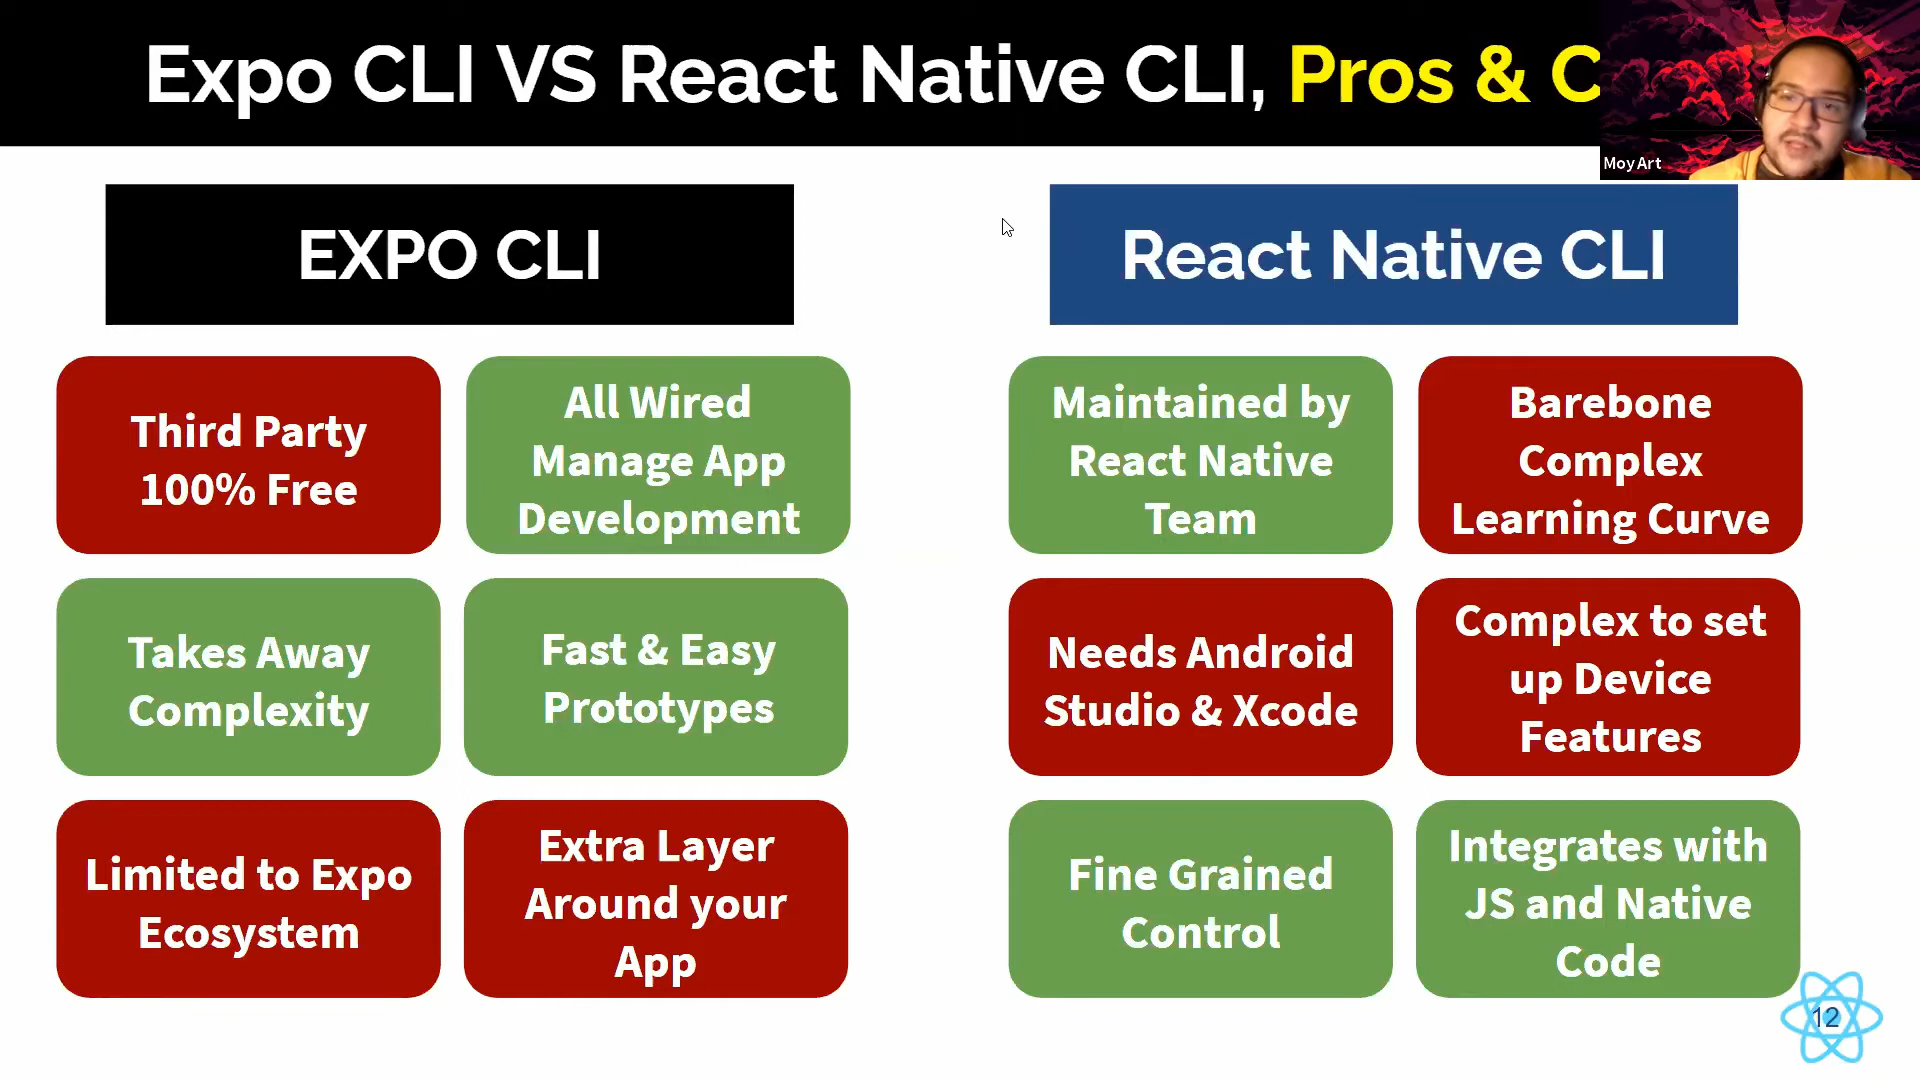 Expo CLI VS React Native CLI, Pros & C
Moy Art
EXPO CLI
Third Party
100% Free
All Wired
Manage App
Development
Takes Away
Complexity
Fast & Easy
Prototypes
Limited to Expo
Ecosystem
Extra Layer
Around your
App
React Native CLI
Maintained by
React Native
Team
Barebone
Complex
Learning Curve
Needs Android
Studio & Xcode
Complex to set
up Device
Features
Fine Grained
Control
Integrates with
JS and Native
Code
12